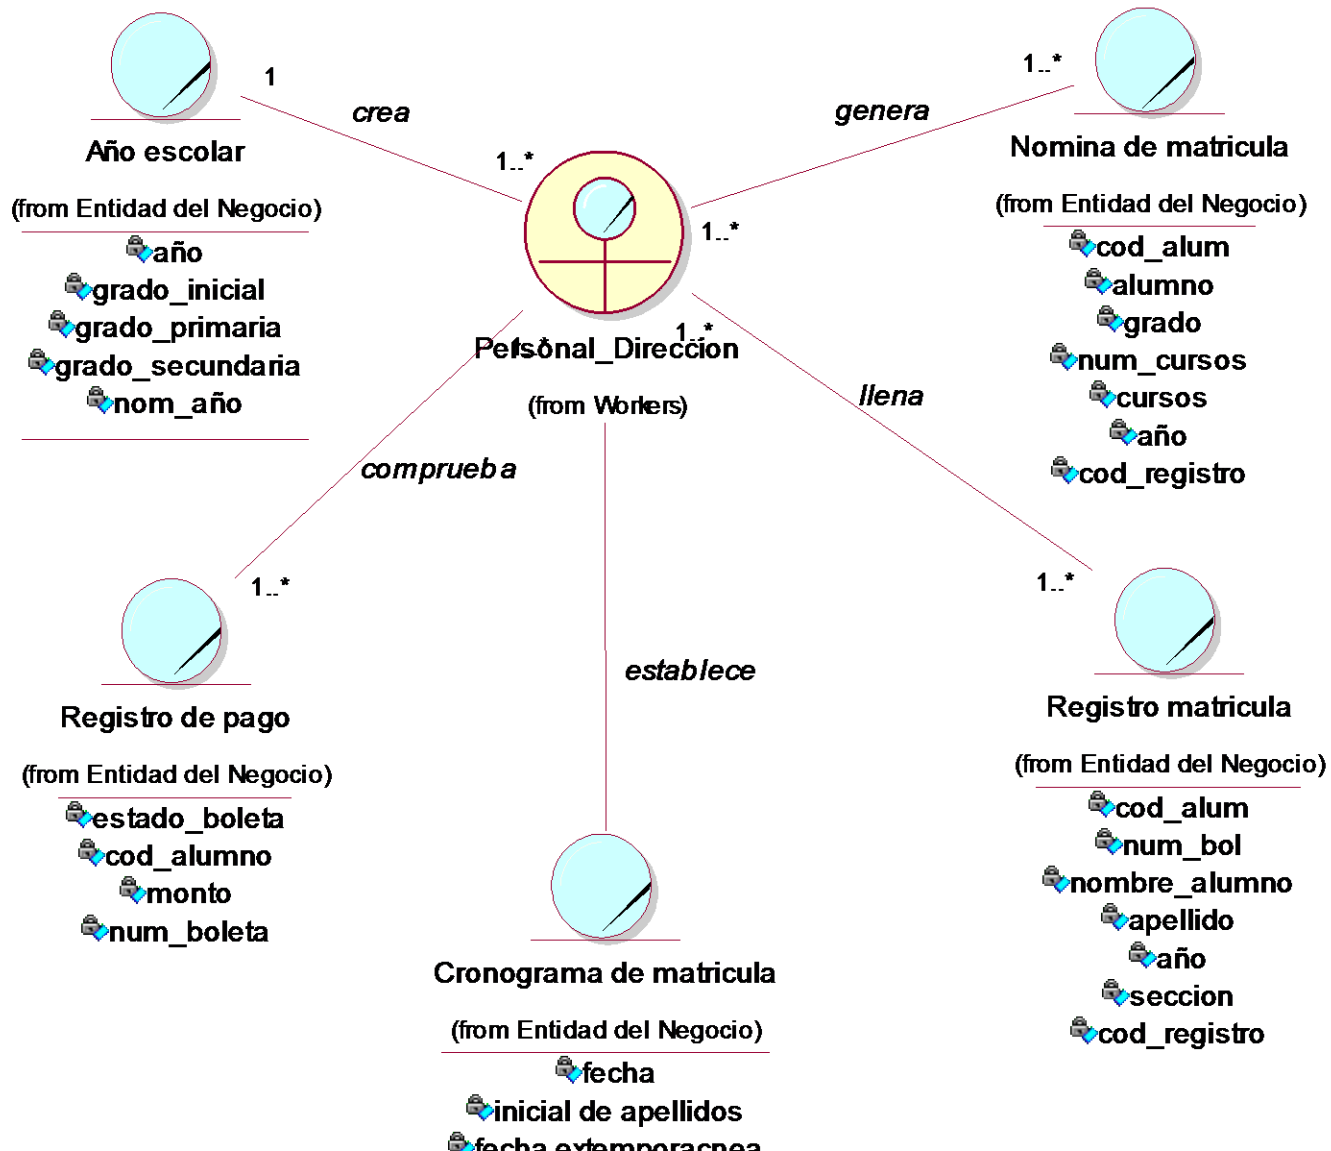 1
crea
Año escolar
(from Entidad del Negocio)
año
grado_inicial
grado_primaria
grado_secundaria
nom_año
1..*
genera
1..*
Nomina de matricula
(from Entidad del Negocio)
cod_alum
alumno
grado
num_cursos
cursos
año
cod_registro
1..*
1..*
Personal_Direccion
(from Workers)
comprueba
llena
establece
1..*
Registro de pago
(from Entidad del Negocio)
estado_boleta
cod_alumno
monto
num_boleta
1..*
Registro matricula
(from Entidad del Negocio)
cod_alum
num_bol
nombre_alumno
apellido
año
seccion
cod_registro
Cronograma de matricula
(from Entidad del Negocio)
fecha
inicial de apellidos
fecha extemporacnea